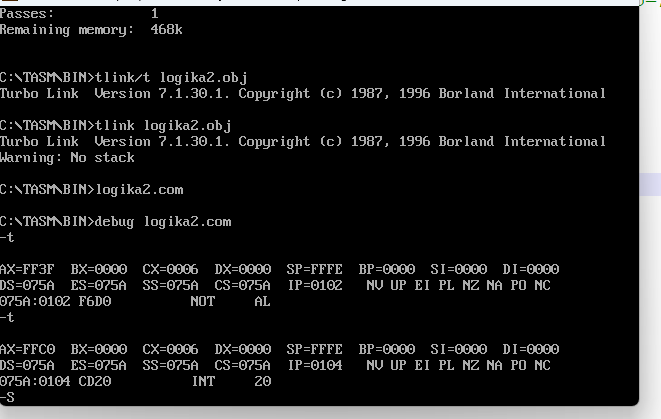 Passes:            1
Remaining memory:  468k
C:\TASM\BIN>tlink/t logika2.obj
Turbo Link  Version 7.1.30.1. Copyright (c) 1987, 1996 Borland International
C:\TASM\BIN>tlink logika2.obj
Turbo Link  Version 7.1.30.1. Copyright (c) 1987, 1996 Borland International
Warning: No stack
C:\TASM\BIN>logika2.com
C:\TASM\BIN>debug logika2.com
-t
AX=FF3F  BX=0000  CX=0006  DX=0000  SP=FFFE  BP=0000  SI=0000  DI=0000
DS=075A  ES=075A  SS=075A  CS=075A  IP=0102   NV UP EI PL NZ NA PO NC
075A:0102 F6D0          NOT     AL
-t
AX=FFC0  BX=0000  CX=0006  DX=0000  SP=FFFE  BP=0000  SI=0000  DI=0000
DS=075A  ES=075A  SS=075A  CS=075A  IP=0104   NV UP EI PL NZ NA PO NC
075A:0104 CD20          INT     20
-S